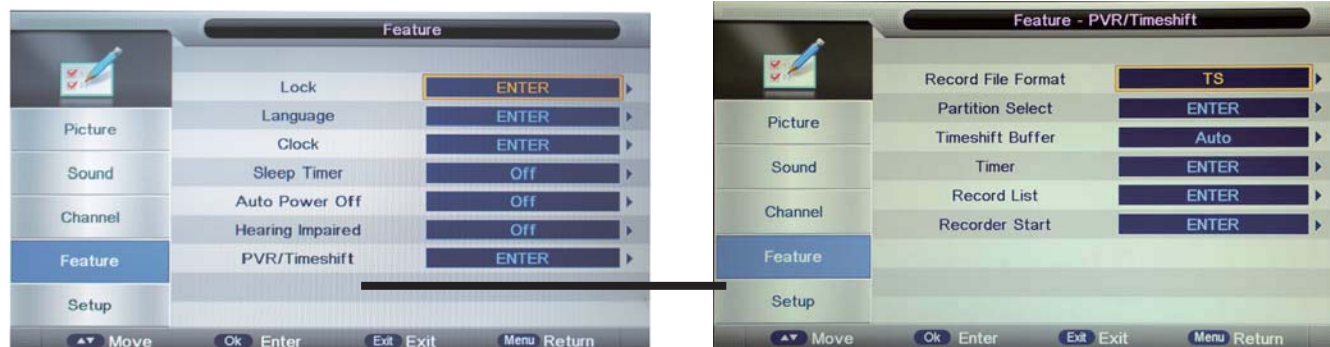 Feature
Lock ENTER
Language ENTER
Clock ENTER
Sleep Timer Off
Auto Power Off Off
Hearing Impaired Off
PVR/Timeshift ENTER
Picture
Sound
Channel
Feature
Setup
Move Ok Enter Exit Exit Menu Return
Feature - PVR/Timeshift
Record File Format TS
Partition Select ENTER
Timeshift Buffer Auto
Timer ENTER
Record List ENTER
Recorder Start ENTER
Picture
Sound
Channel
Feature
Setup
Move Ok Enter Exit Exit Menu Return